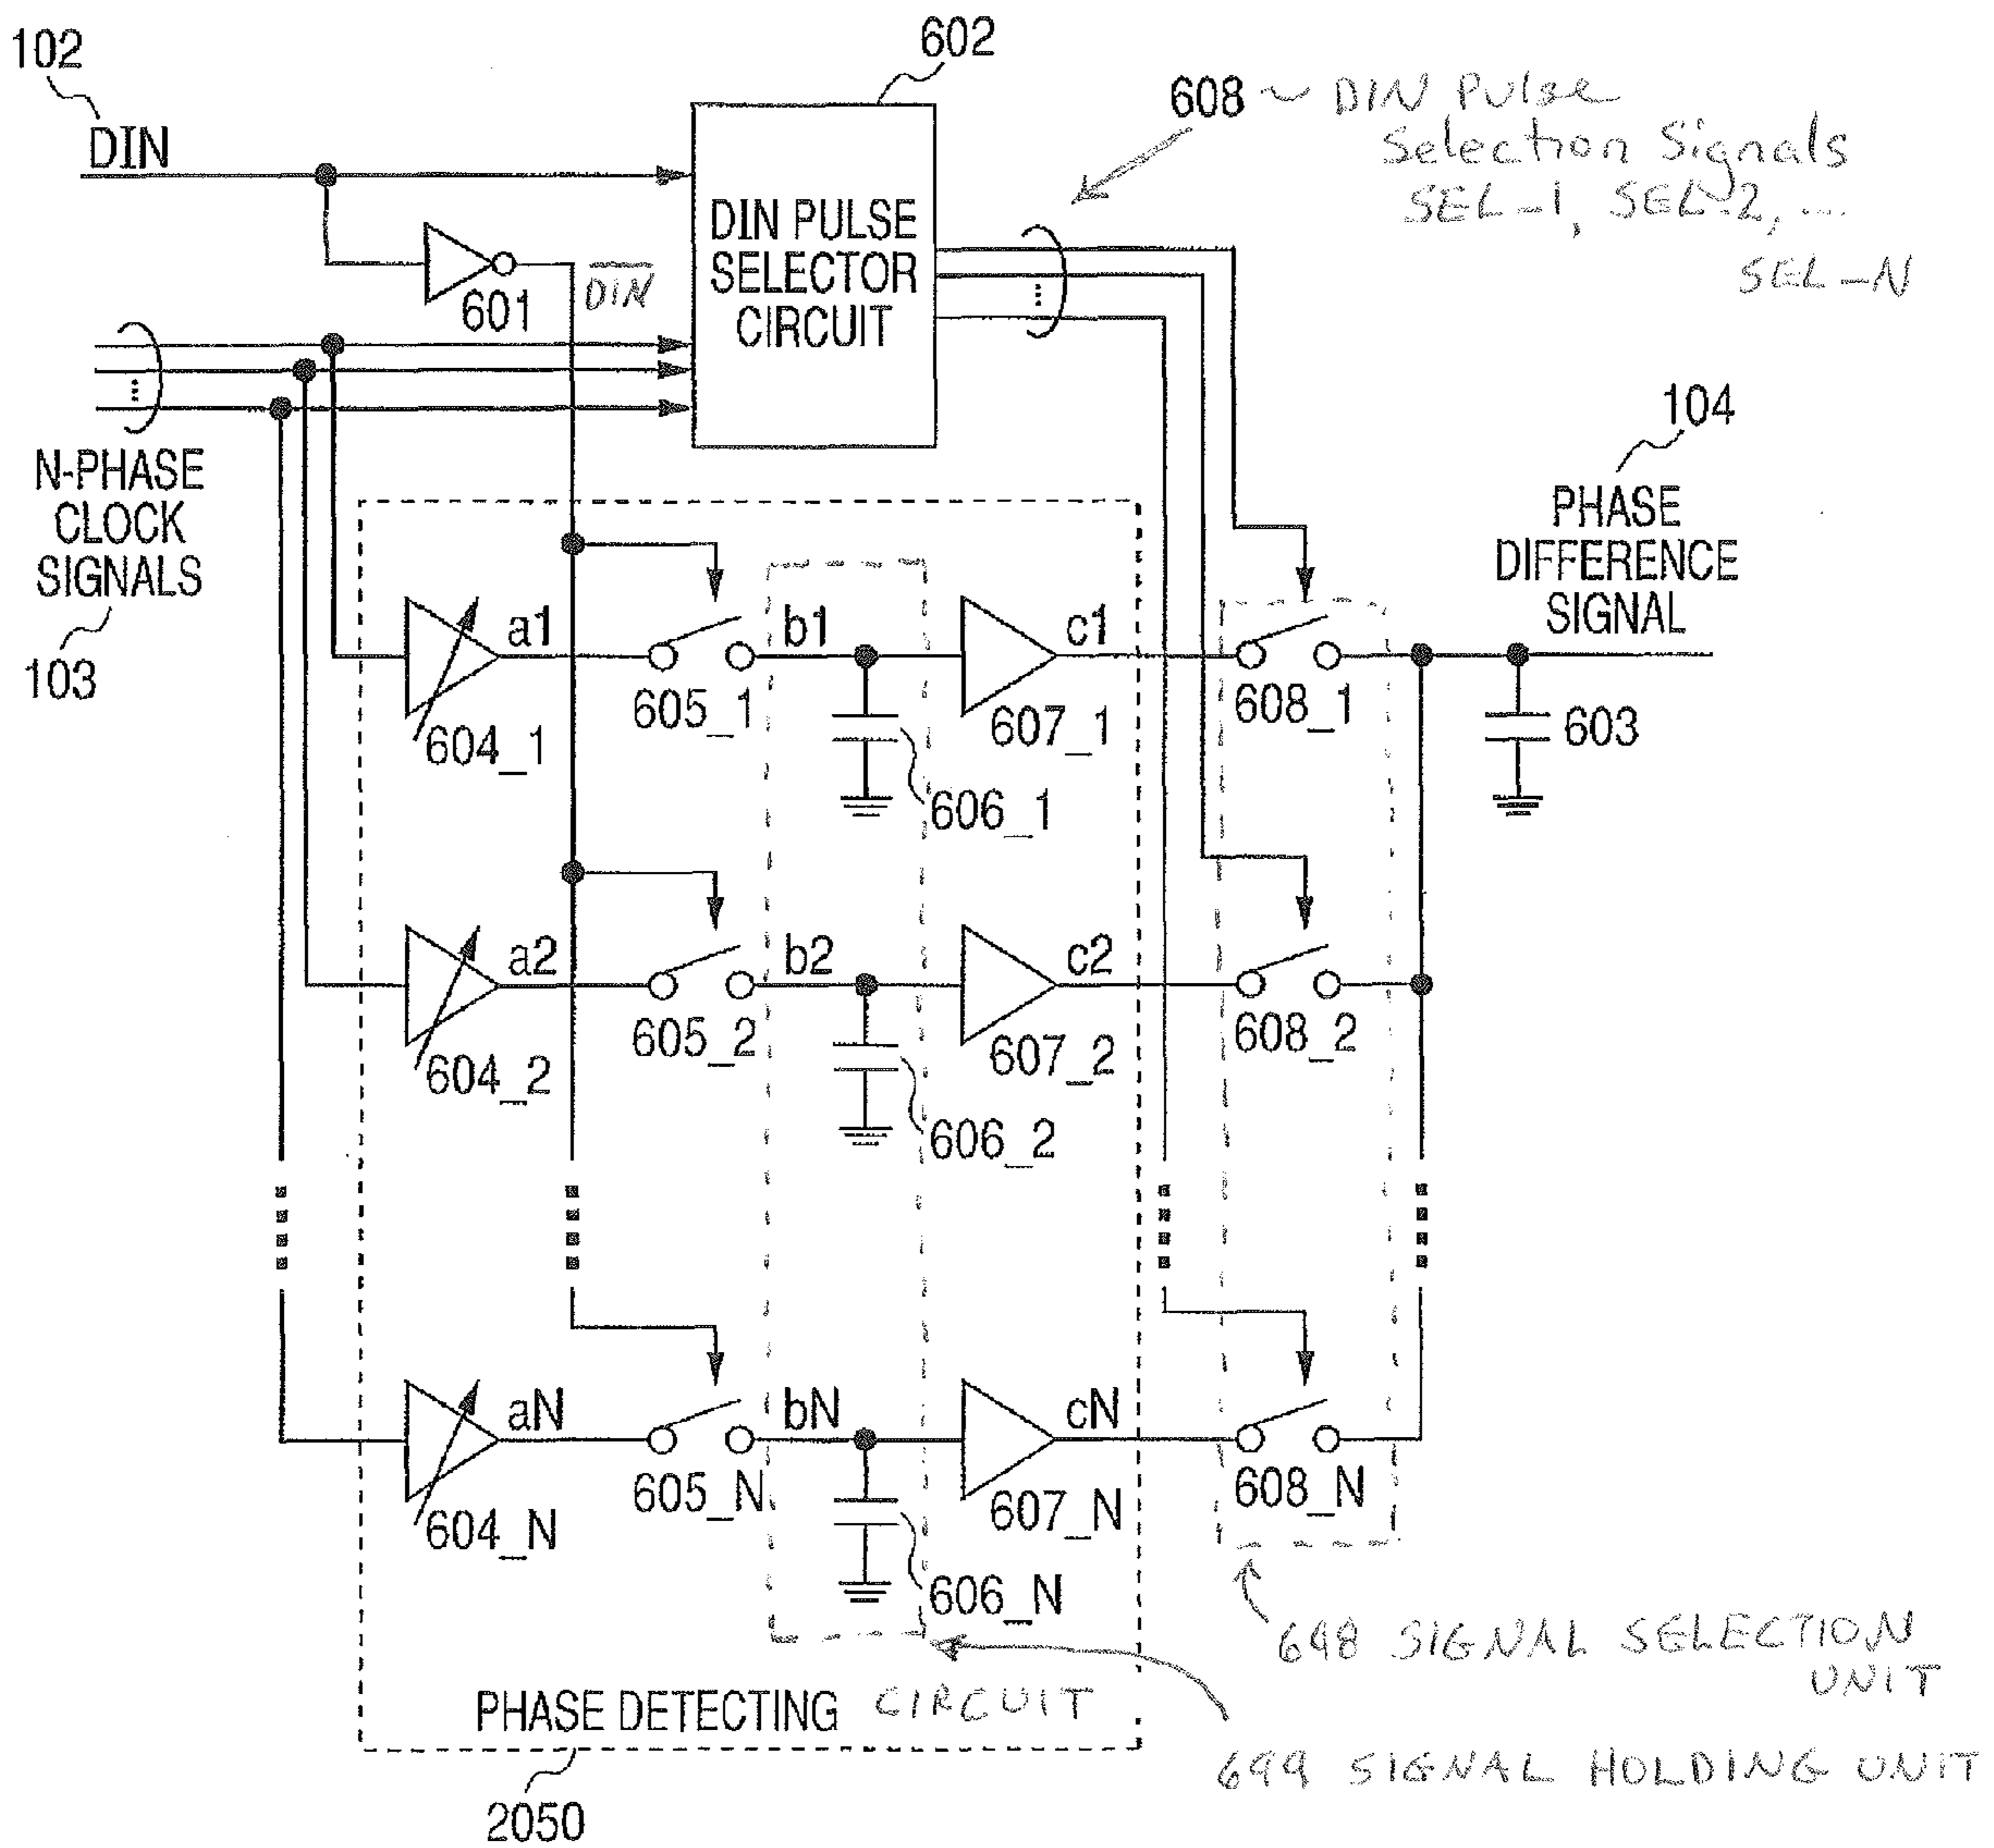 102
602
608 ~ DIN Pulse
Selection Signals
SEL-1, SEL-2, ...
SEL-N
DIN
DIN PULSE
SELECTOR
CIRCUIT
601
DIN
...
...
N-PHASE
CLOCK
SIGNALS
103
104
PHASE
DIFFERENCE
SIGNAL
a1
b1
c1
604_1
605_1
606_1
607_1
608_1
603
a2
b2
c2
604_2
605_2
606_2
607_2
608_2
aN
bN
cN
604_N
605_N
606_N
607_N
608_N
698 SIGNAL SELECTION
UNIT
PHASE DETECTING CIRCUIT
699 SIGNAL HOLDING UNIT
2050